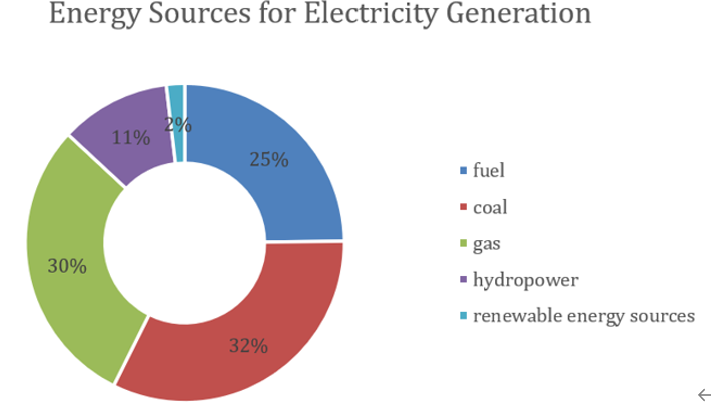 Energy Sources for Electricity Generation
2%
11%
25%
30%
32%
fuel
coal
gas
hydropower
renewable energy sources